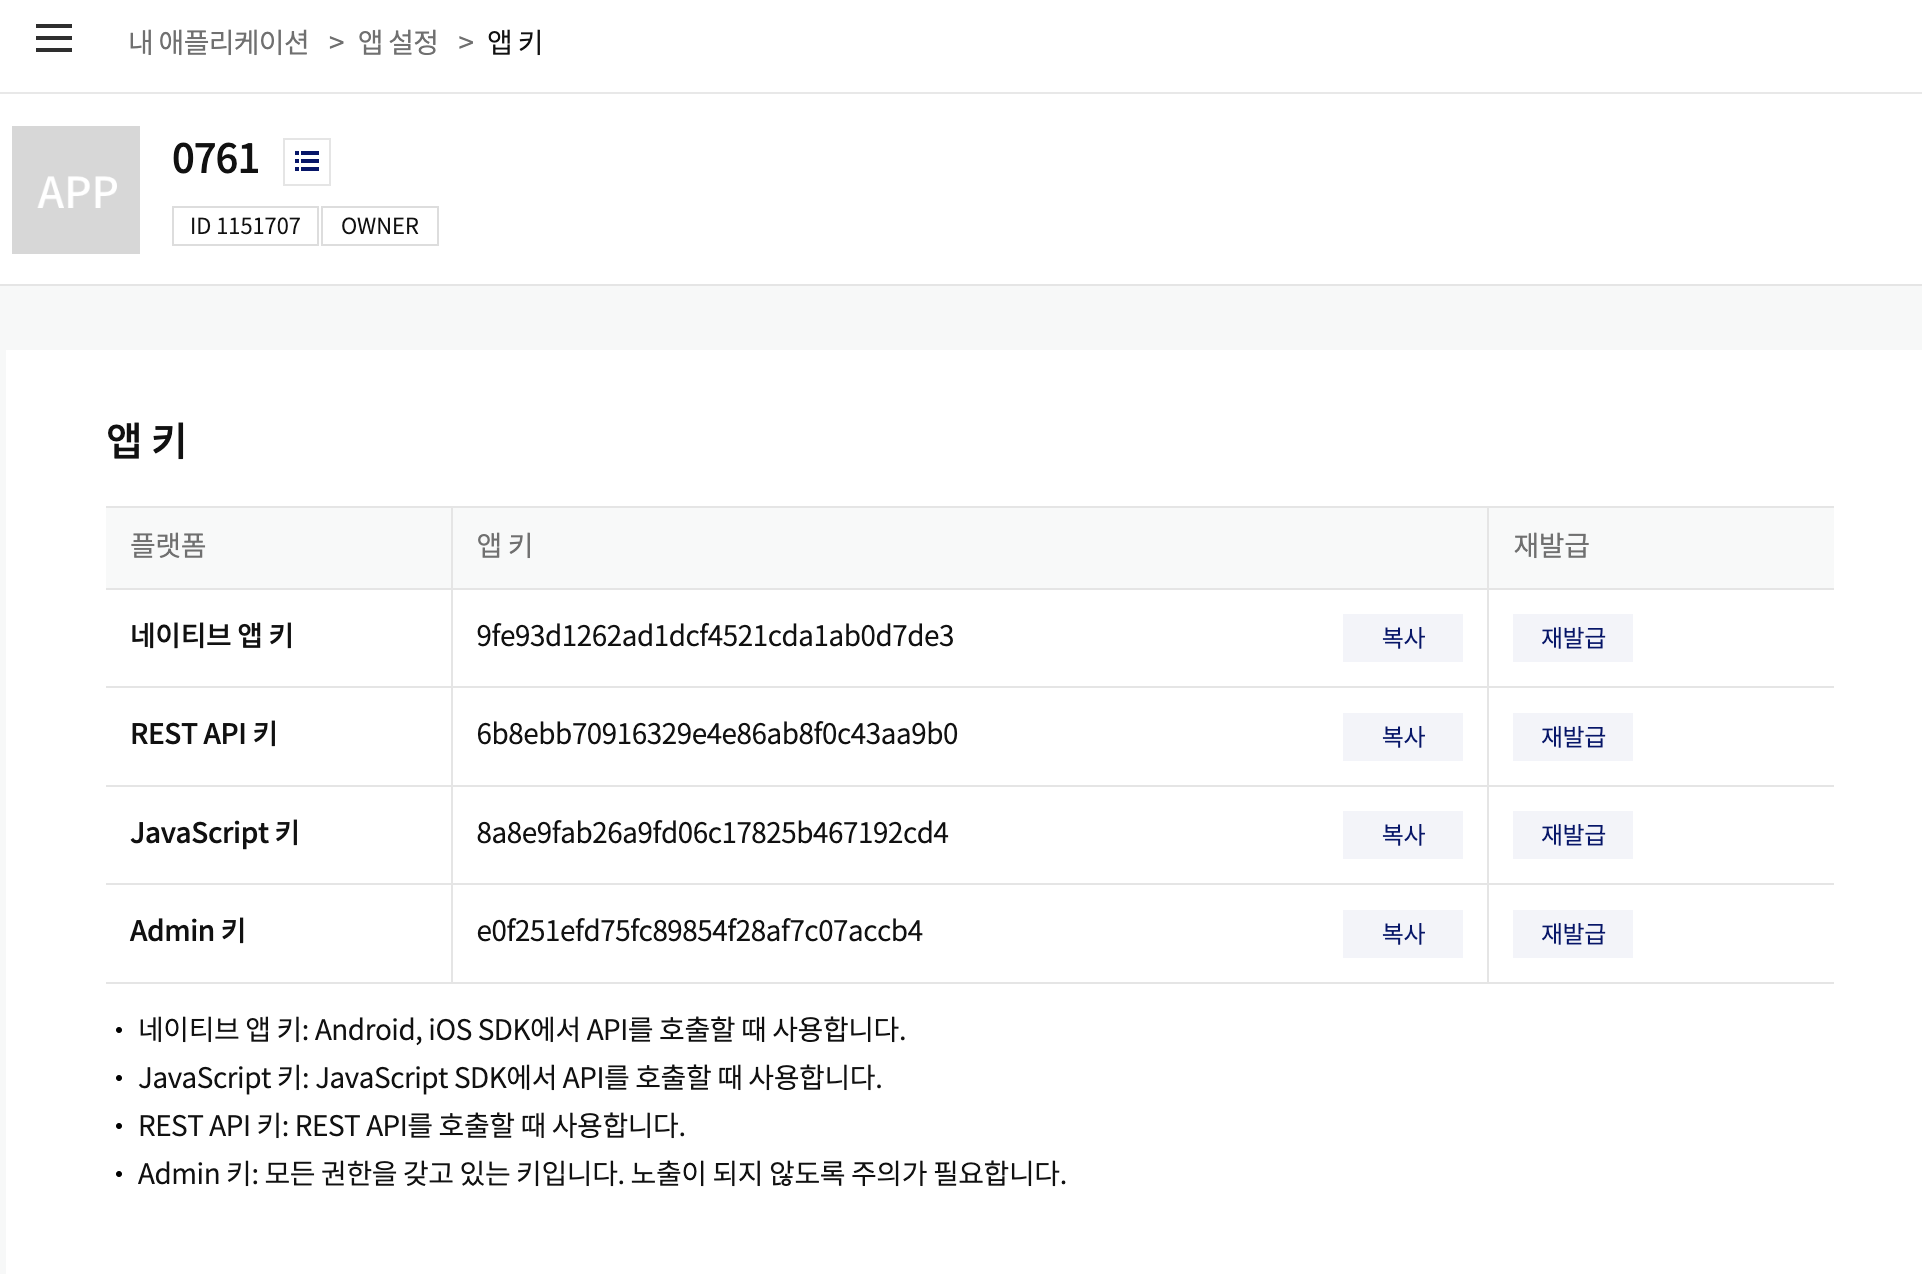 내 애플리케이션 > 앱 설정 > 앱 키
APP
0761
ID 1151707 OWNER
앱 키
플랫폼 앱 키 재발급
네이티브 앱 키 9fe93d1262ad1dcf4521cda1ab0d7de3 복사 재발급
REST API 키 6b8ebb70916329e4e86ab8f0c43aa9b0 복사 재발급
JavaScript 키 8a8e9fab26a9fd06c17825b467192cd4 복사 재발급
Admin 키 e0f251efd75fc89854f28af7c07accb4 복사 재발급
• 네이티브 앱 키: Android, iOS SDK에서 API를 호출할 때 사용합니다.
• JavaScript 키: JavaScript SDK에서 API를 호출할 때 사용합니다.
• REST API 키: REST API를 호출할 때 사용합니다.
• Admin 키: 모든 권한을 갖고 있는 키입니다. 노출이 되지 않도록 주의가 필요합니다.